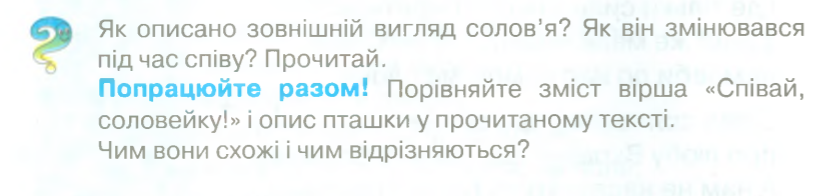 Як описано зовнішній вигляд солов'я? Як він змінювався
під час співу? Прочитай.
Попрацюйте разом! Порівняйте зміст вірша «Співай,
соловейку!» і опис пташки у прочитаному тексті.
Чим вони схожі і чим відрізняються?